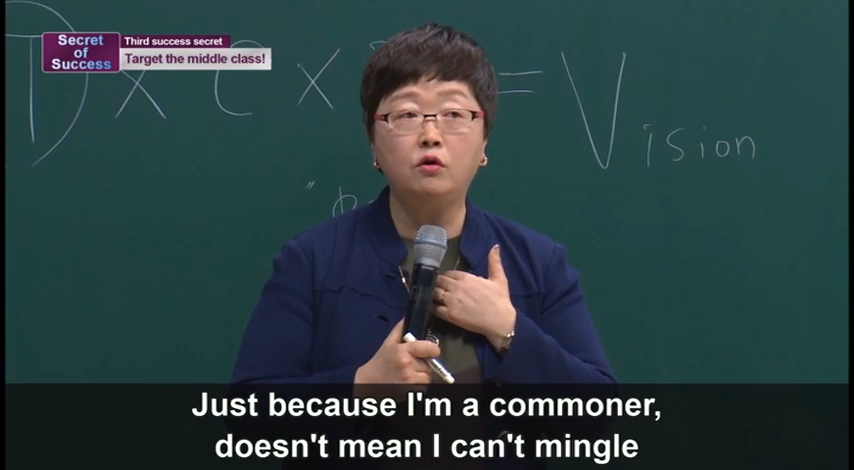 Secret
of
Success
Third success secret
Target the middle class!
x C x
= Vision
Just because I'm a commoner,
doesn't mean I can't mingle